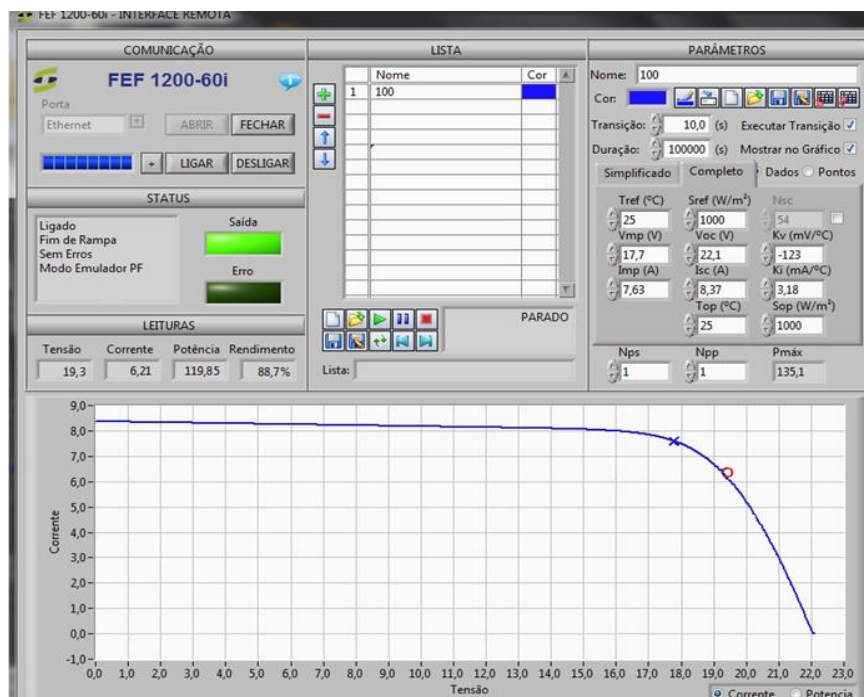 FEF 1200-60i - INTERFACE REMOTA
COMUNICAÇÃO
FEF 1200-60i
Porta
Ethernet
ABRIR
FECHAR
+
LIGAR
DESLIGAR
STATUS
Ligado
Fim de Rampa
Sem Erros
Modo Emulador PF
Saída
Erro
LEITURAS
Tensão Corrente Potência Rendimento
19,3 6,21 119,85 88,7%
LISTA
Nome Cor
1 100
PARADO
Lista:
PARÂMETROS
Nome: 100
Cor:
Transição: 10,0 (s) Executar Transição
Duração: 100000 (s) Mostrar no Gráfico
Simplificado Completo Dados Pontos
Tref (ºC) Sref (W/m²) Nsc
25 1000 54
Vmp (V) Voc (V) Kv (mV/ºC)
17,7 22,1 -123
Imp (A) Isc (A) Ki (mA/ºC)
7,63 8,37 3,18
Top (ºC) Sop (W/m²)
25 1000
Nps Npp Pmáx
1 1 135,1
9,0
8,0
7,0
6,0
5,0
4,0
3,0
2,0
1,0
0,0
-1,0
Corrente
0,0 1,0 2,0 3,0 4,0 5,0 6,0 7,0 8,0 9,0 10,0 11,0 12,0 13,0 14,0 15,0 16,0 17,0 18,0 19,0 20,0 21,0 22,0 23,0
Tensão
Corrente Potencia